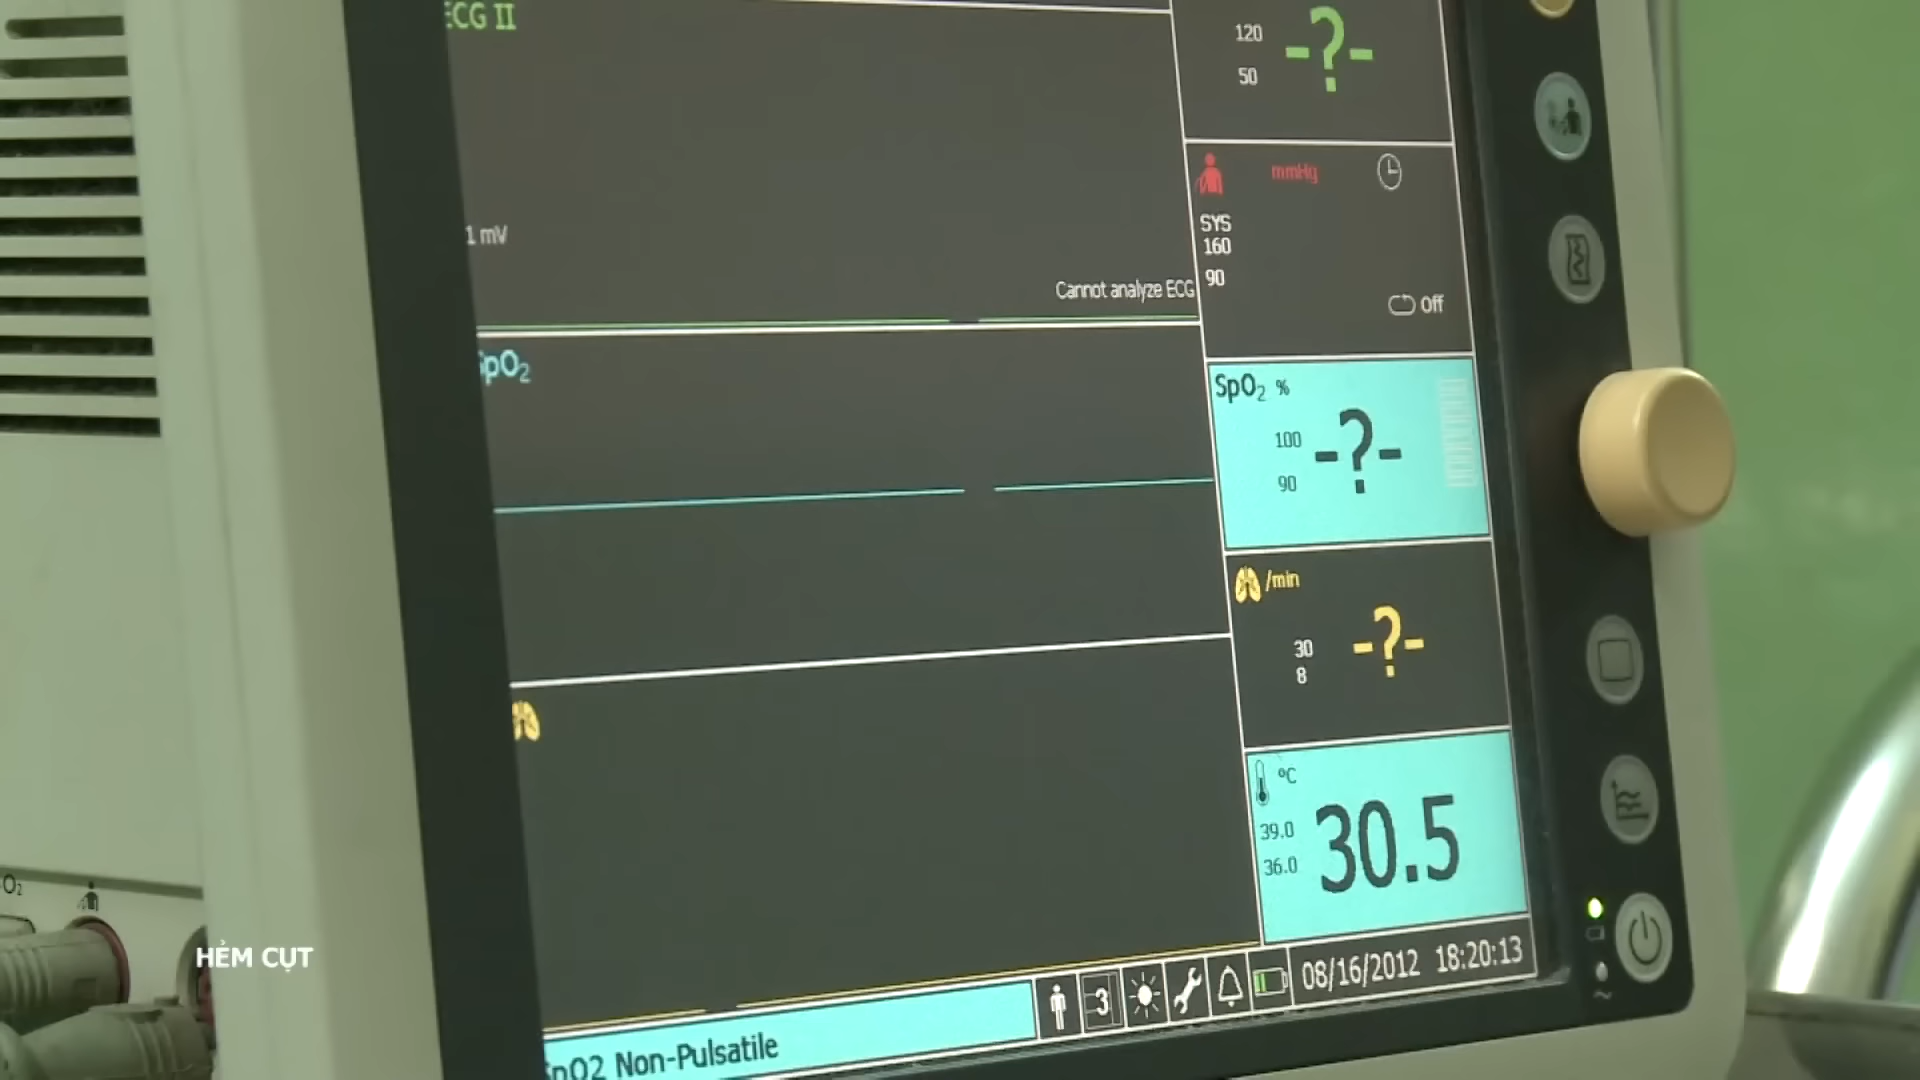 ECG II
1 mV
Cannot analyze ECG
120
50
-?-
mmHg
SYS
160
90
Off
SpO2
SpO2 %
100
90
-?-
/min
30
8
-?-
°C
39.0
36.0
30.5
3
08/16/2012 18:20:13
SpO2 Non-Pulsatile
O2
HẺM CỤT